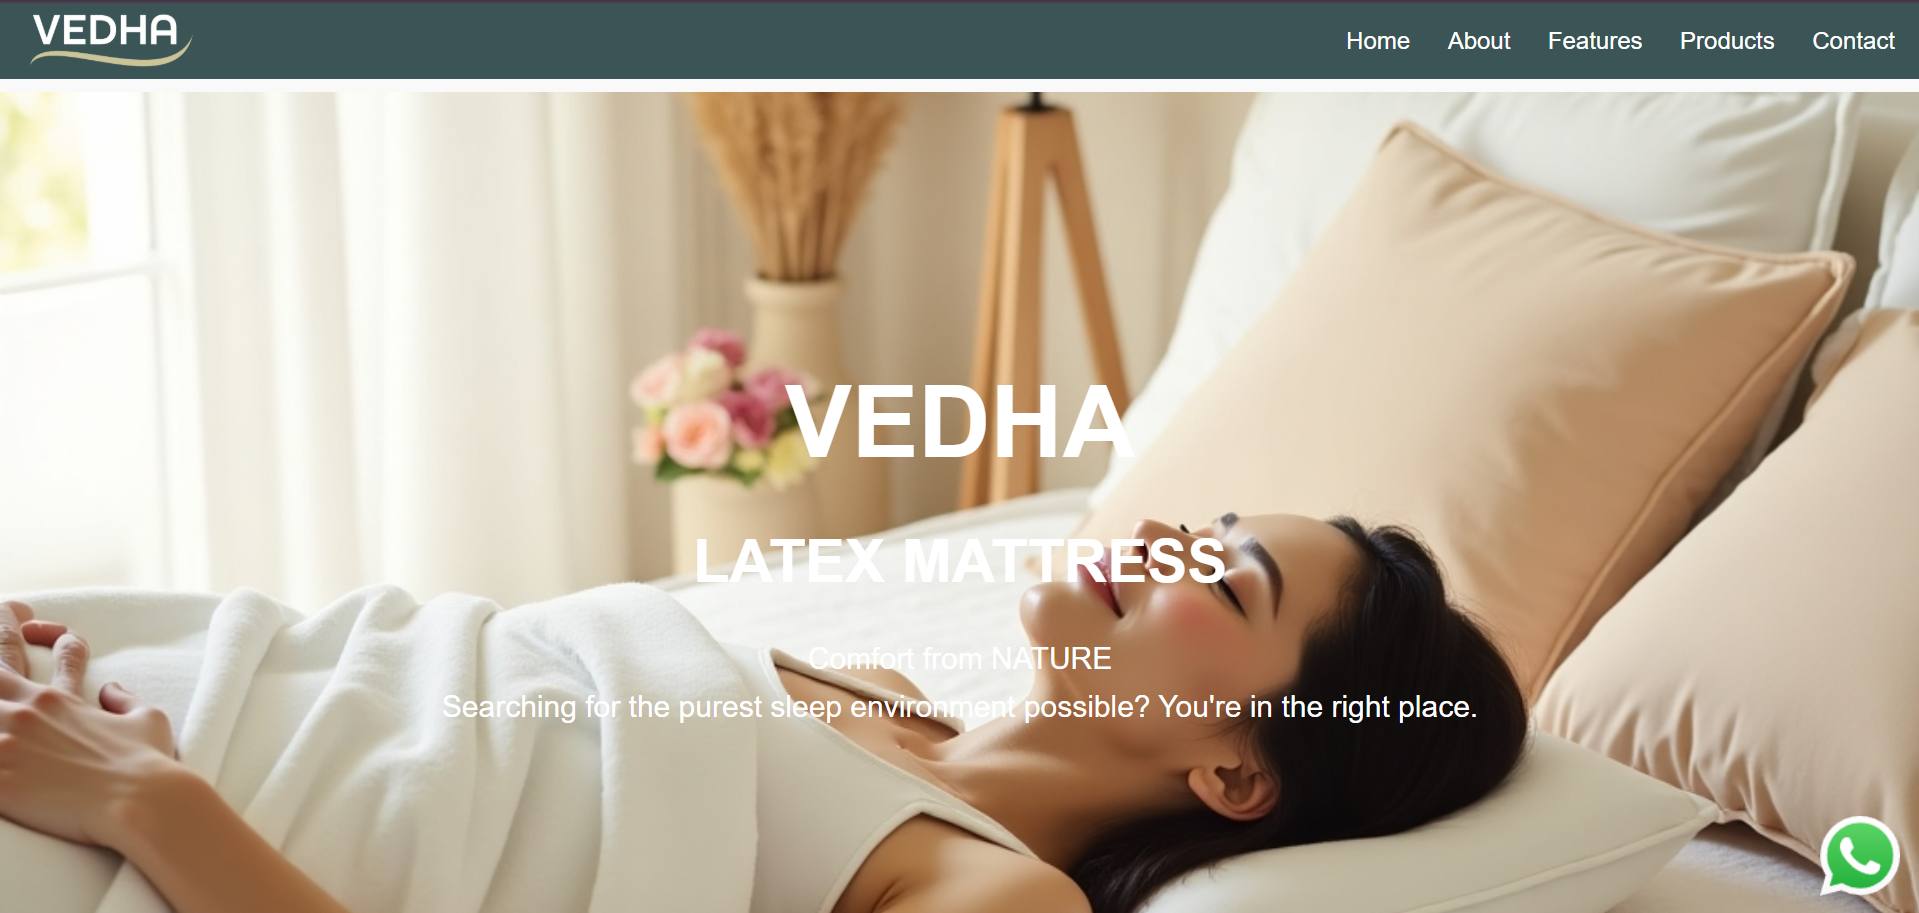 VEDHA
Home About Features Products Contact
VEDHA
LATEX MATTRESS
Comfort from NATURE
Searching for the purest sleep environment possible? You're in the right place.